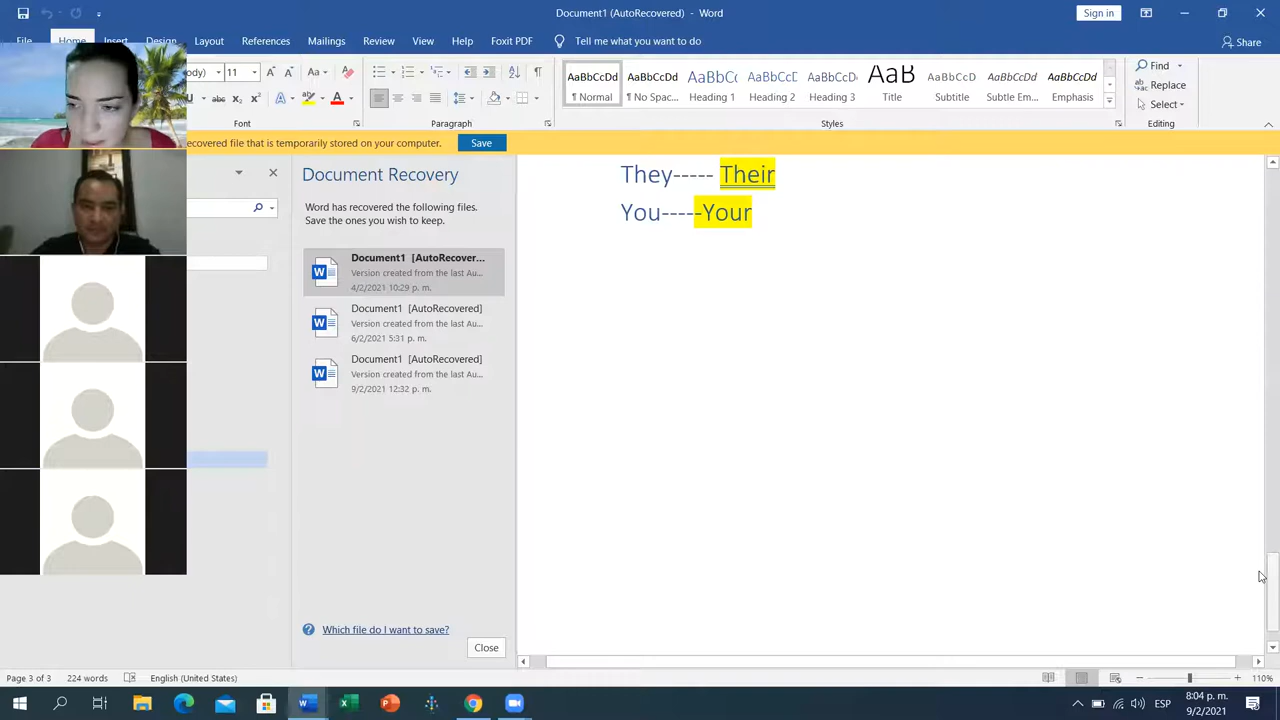 Document1 (AutoRecovered) - Word
Sign in
File
Home
Insert
Design
Layout
References
Mailings
Review
View
Help
Foxit PDF
Tell me what you want to do
Share
11
Aa
AaBbCcDd
AaBbCcDd
AaBbC(
AaBbCcE
AaBbCcD
AaB
AaBbCcD
AaBbCcDd
AaBbCcDd
¶ Normal
¶ No Spac...
Heading 1
Heading 2
Heading 3
Title
Subtitle
Subtle Em...
Emphasis
Find
Replace
Select
Font
Paragraph
Styles
Editing
ecovered file that is temporarily stored on your computer.
Save
Document Recovery
Word has recovered the following files.
Save the ones you wish to keep.
Document1 [AutoRecover...
Version created from the last Au...
4/2/2021 10:29 p. m.
Document1 [AutoRecovered]
Version created from the last Au...
6/2/2021 5:31 p. m.
Document1 [AutoRecovered]
Version created from the last Au...
9/2/2021 12:32 p. m.
Which file do I want to save?
Close
They----- Their
You-----Your
Page 3 of 3
224 words
English (United States)
110%
ESP
8:04 p. m.
9/2/2021